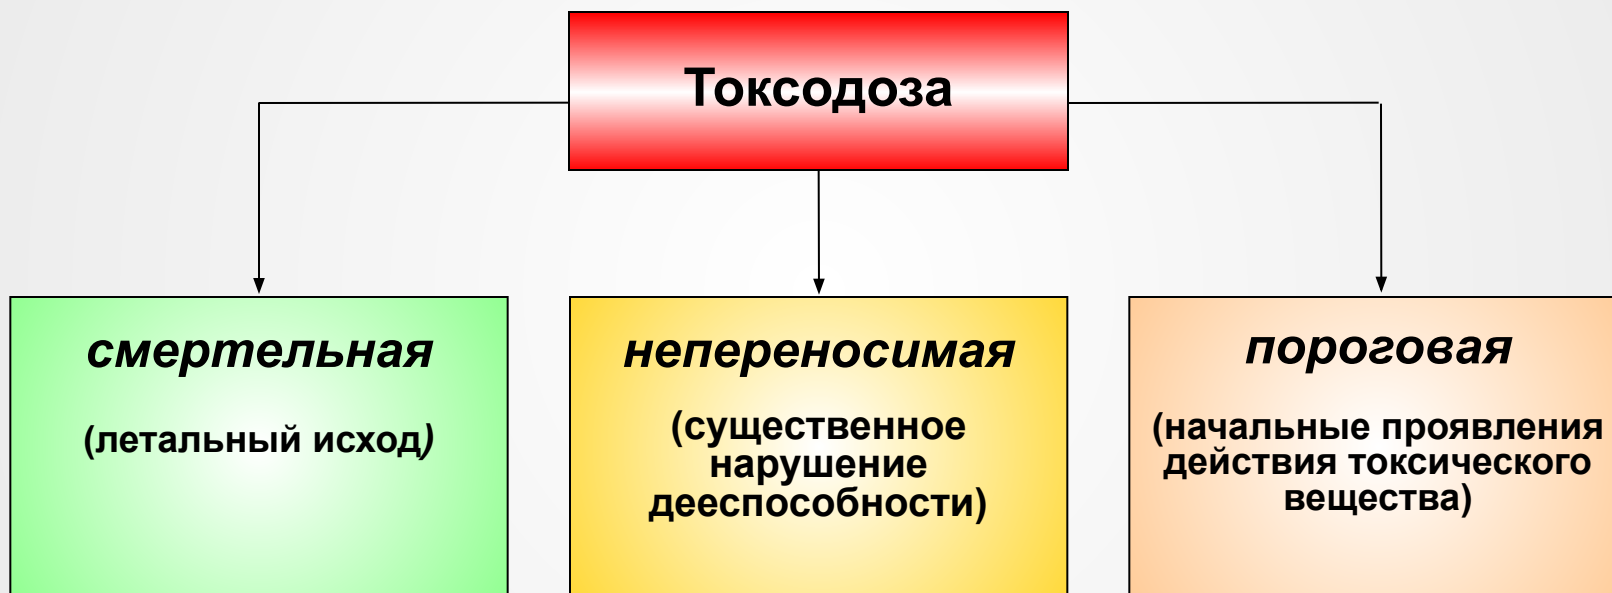 Токсодоза
смертельная
(летальный исход)
непереносимая
(существенное
нарушение
дееспособности)
пороговая
(начальные проявления
действия токсического
вещества)